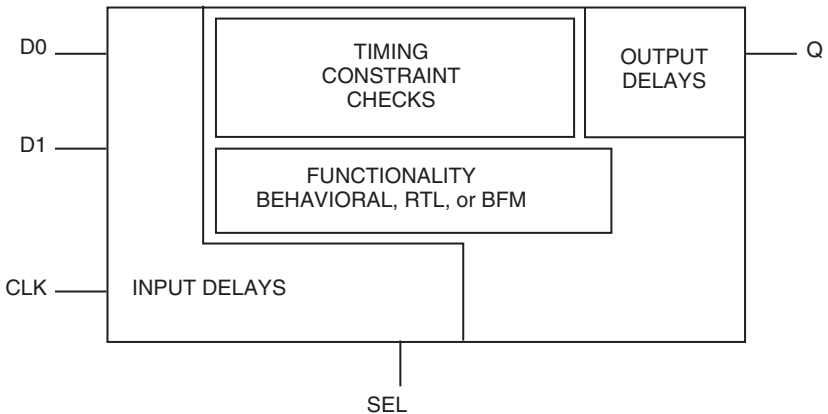 D0
TIMING
CONSTRAINT
CHECKS
OUTPUT
DELAYS
Q
D1
FUNCTIONALITY
BEHAVIORAL, RTL, or BFM
CLK
INPUT DELAYS
SEL